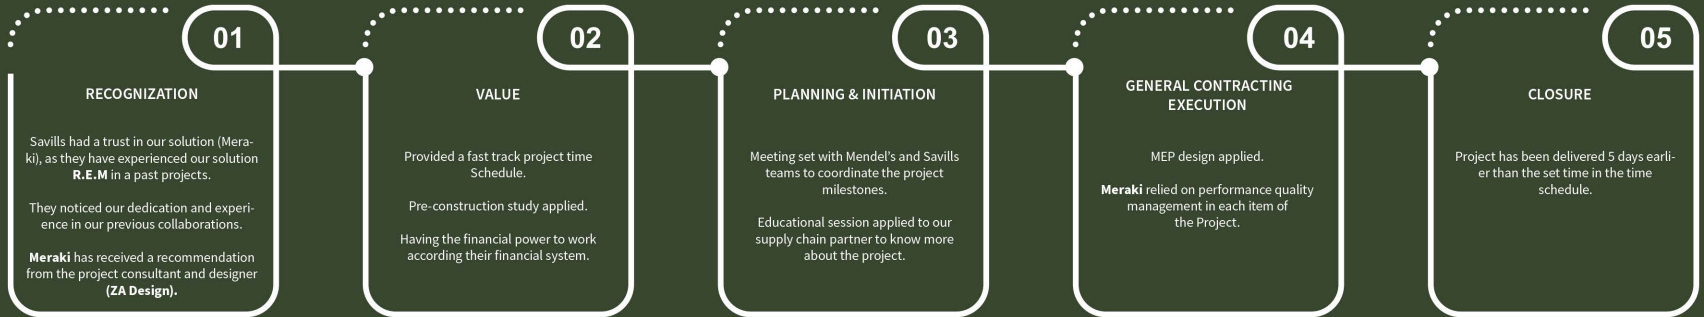 01
RECOGNIZATION
Savills had a trust in our solution (Mera-
ki), as they have experienced our solution
R.E.M in a past projects.
They noticed our dedication and experi-
ence in our previous collaborations.
Meraki has received a recommendation
from the project consultant and designer
(ZA Design).
02
VALUE
Provided a fast track project time
Schedule.
Pre-construction study applied.
Having the financial power to work
according their financial system.
03
PLANNING & INITIATION
Meeting set with Mendel's and Savills
teams to coordinate the project
milestones.
Educational session applied to our
supply chain partner to know more
about the project.
04
GENERAL CONTRACTING
EXECUTION
MEP design applied.
Meraki relied on performance quality
management in each item of
the Project.
05
CLOSURE
Project has been delivered 5 days earli-
er than the set time in the time
schedule.